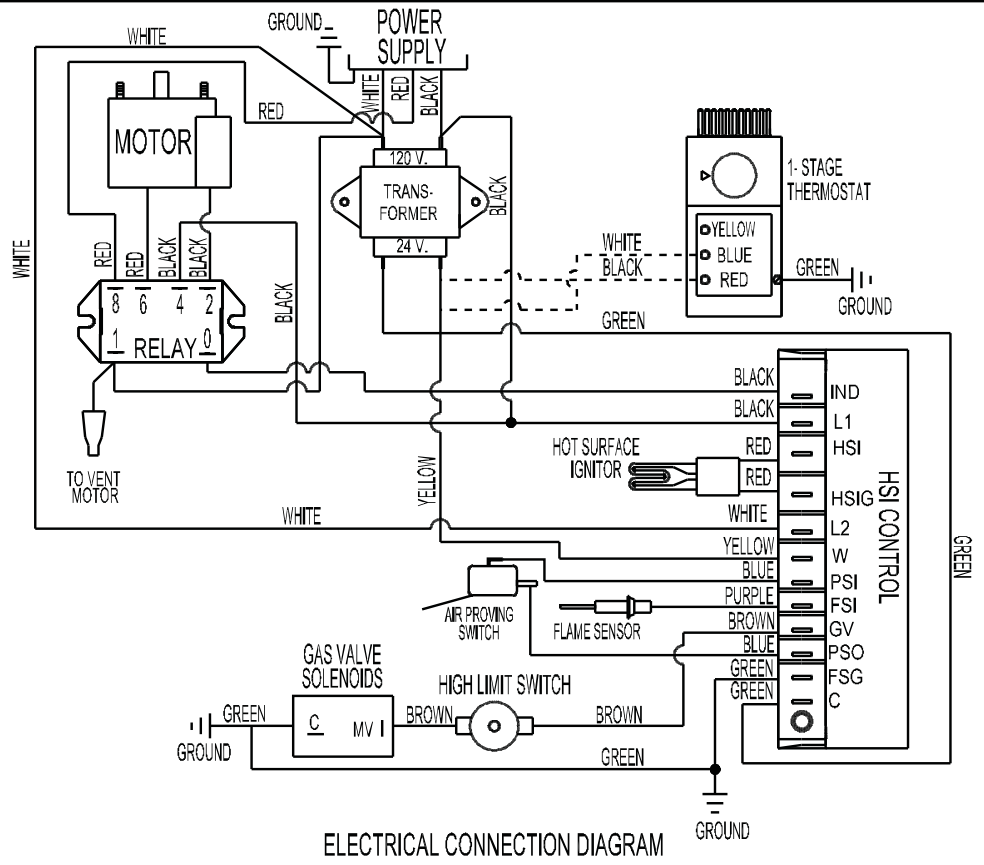 GROUND
POWER
SUPPLY
WHITE
RED
WHITE
RED
BLACK
MOTOR
120 V.
TRANS-
FORMER
24 V.
BLACK
1- STAGE
THERMOSTAT
YELLOW
BLUE
RED
WHITE
BLACK
GREEN
GROUND
WHITE
RED
RED
BLACK
BLACK
BLACK
8 6 4 2
1 RELAY 0
GREEN
TO VENT
MOTOR
BLACK
IND
BLACK
L1
HOT SURFACE
IGNITOR
RED
HSI
RED
HSIG
HSI CONTROL
YELLOW
WHITE
WHITE
L2
YELLOW
W
BLUE
PSI
GREEN
AIR PROVING
SWITCH
FLAME SENSOR
PURPLE
FSI
BROWN
GV
BLUE
PSO
GREEN
FSG
GREEN
C
GAS VALVE
SOLENOIDS
HIGH LIMIT SWITCH
GREEN
C
MV I
BROWN
BROWN
GROUND
GREEN
GROUND
ELECTRICAL CONNECTION DIAGRAM